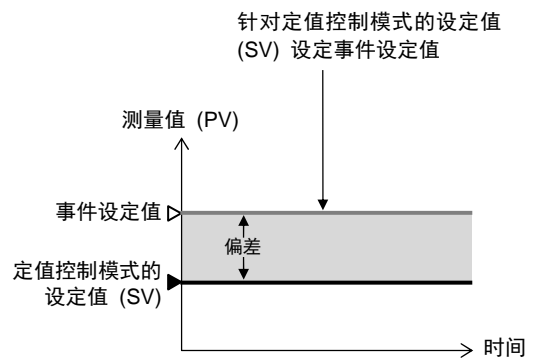 针对定值控制模式的设定值
(SV) 设定事件设定值
测量值 (PV)
事件设定值
偏差
定值控制模式的
设定值 (SV)
时间